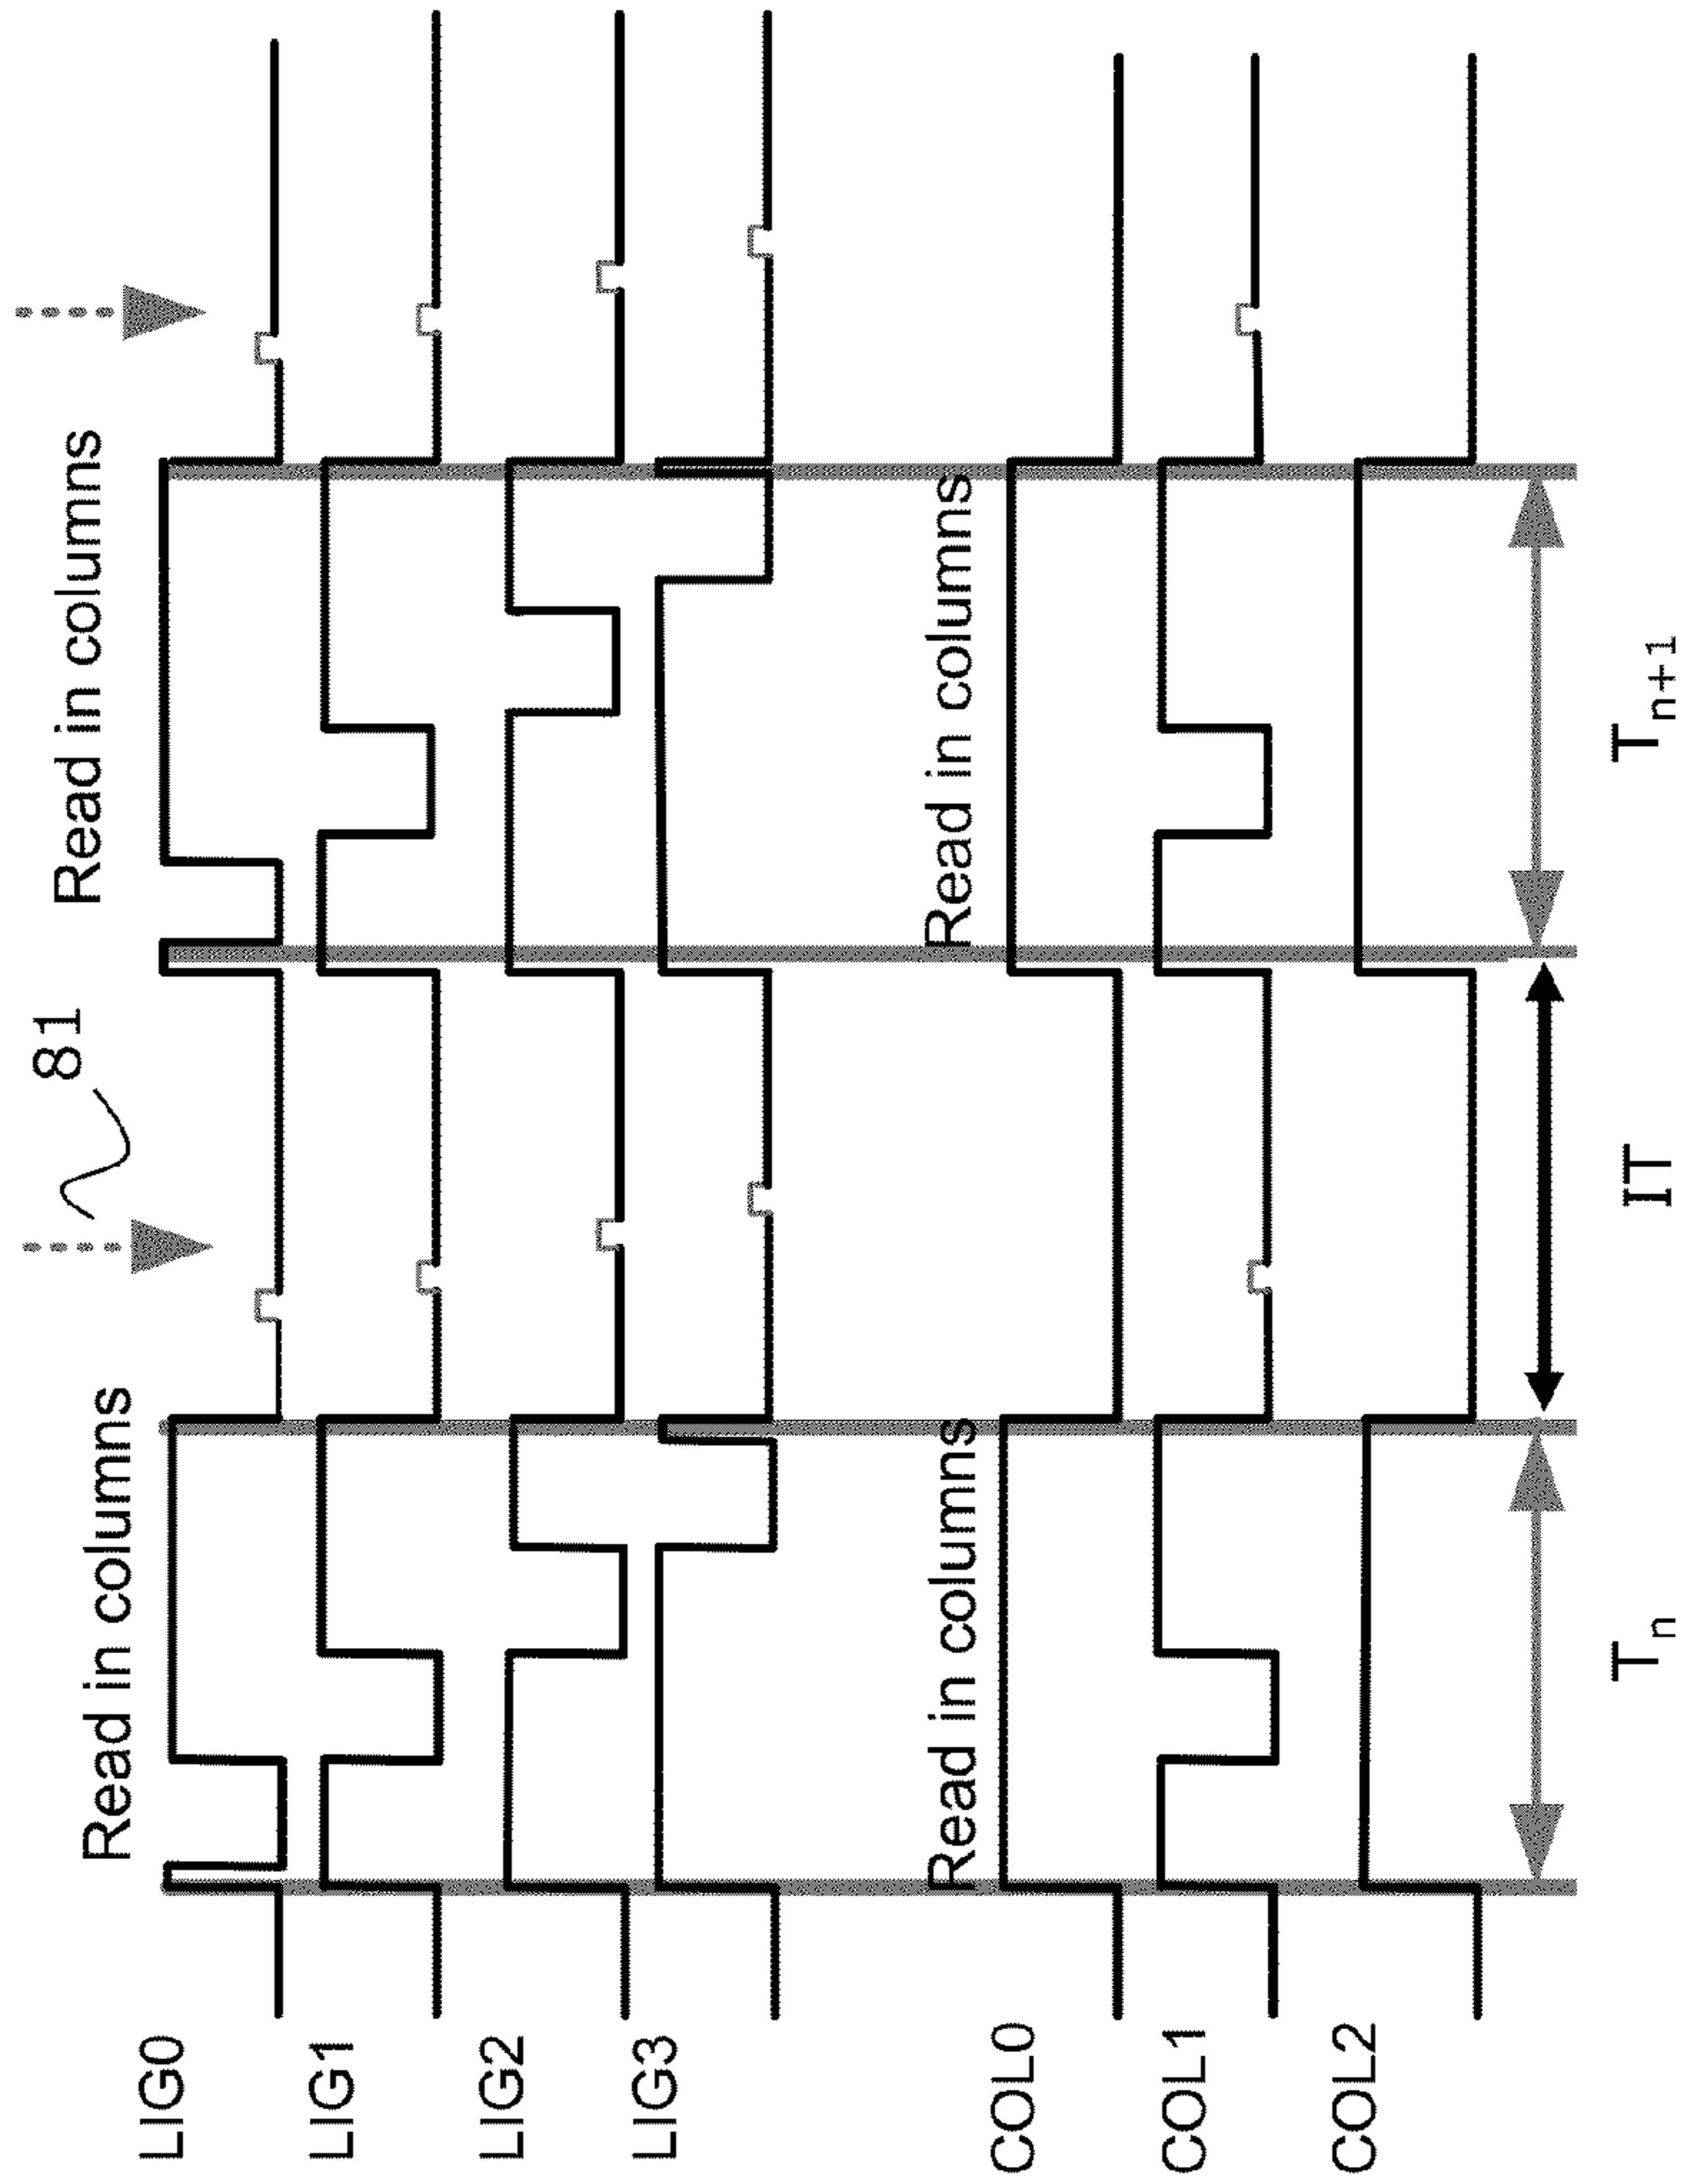 81
Read in columns
Read in columns
LIG0
LIG1
LIG2
LIG3
Read in columns
Read in columns
COL0
COL1
COL2
Tn
IT
Tn+1